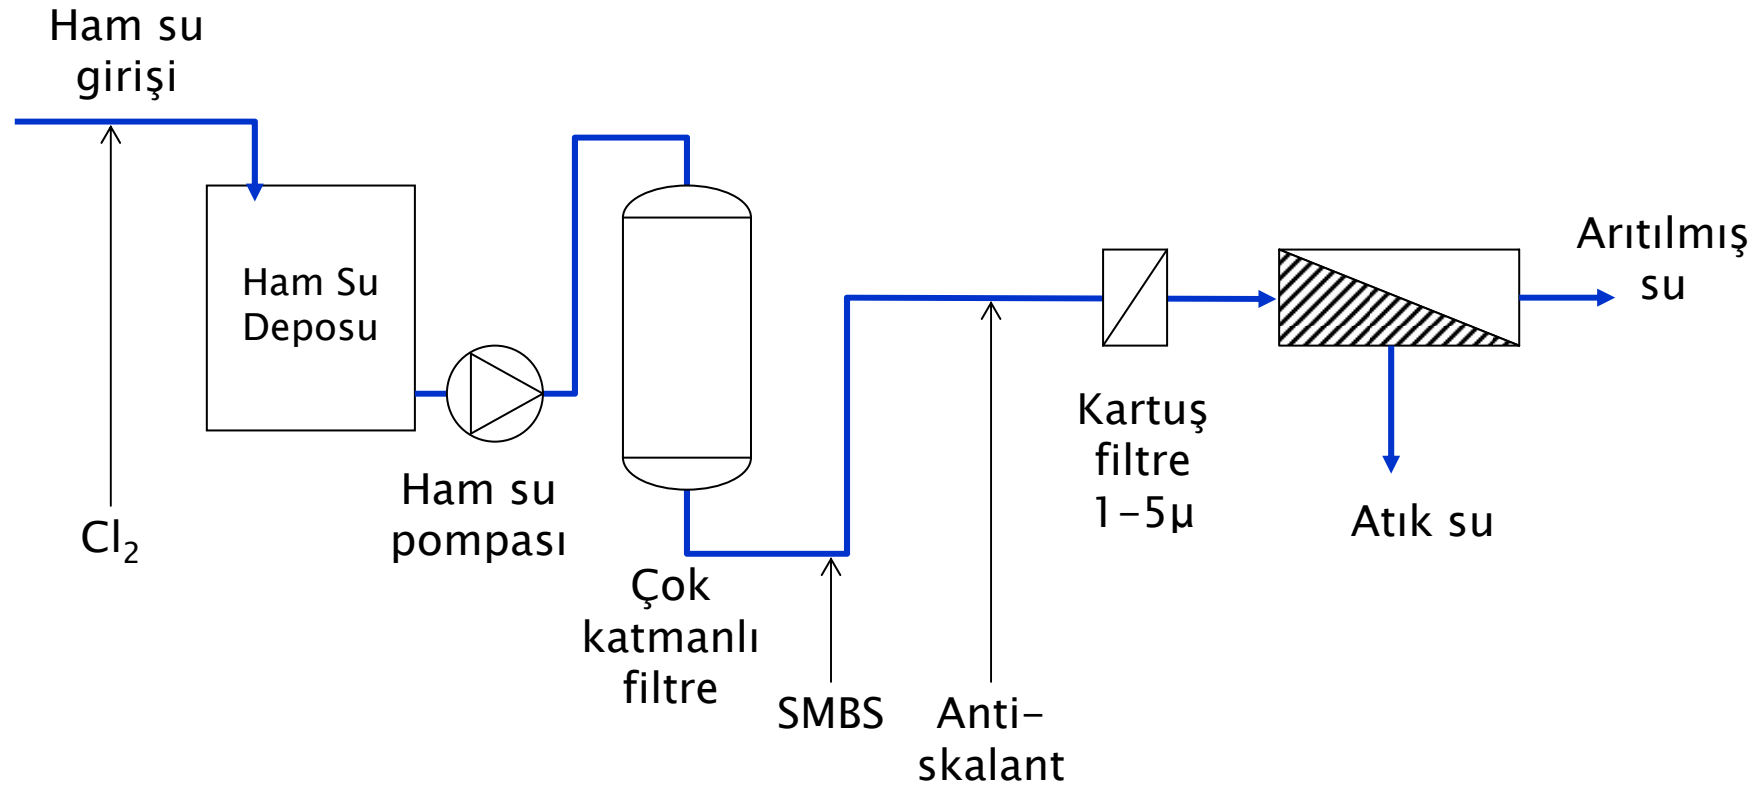 Ham su
girişi
Ham Su
Deposu
Cl₂
Ham su
pompası
Çok
katmanlı
filtre
SMBS
Anti-
skalant
Kartuş
filtre
1-5µ
Arıtılmış
su
Atık su